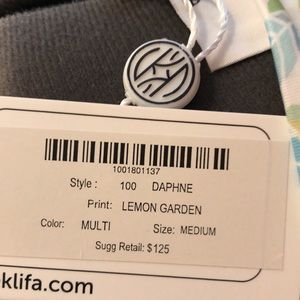 1001801137
Style : 100 DAPHNE
Print: LEMON GARDEN
Color: MULTI Size: MEDIUM
Sugg Retail: $125
klifa.com